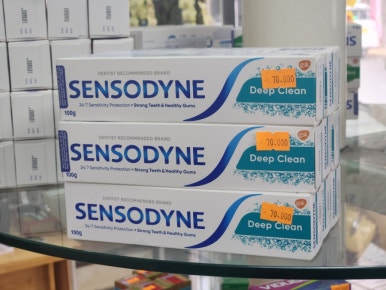 DENTIST RECOMMENDED BRAND
SENSODYNE
24/7 Sensitivity Protection • Strong Teeth & Healthy Gums
100g
70.000
Deep Clean
gsk
DENTIST RECOMMENDED BRAND
SENSODYNE
24/7 Sensitivity Protection • Strong Teeth & Healthy Gums
100g
70.000
Deep Clean
DENTIST RECOMMENDED BRAND
SENSODYNE
24/7 Sensitivity Protection • Strong Teeth & Healthy Gums
100g
70.000
Deep Clean